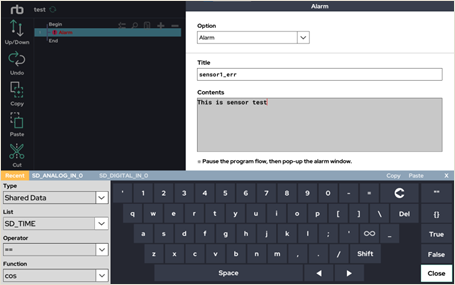 rb
test
Alarm
Up/Down
Undo
Copy
Paste
Cut
Begin
Alarm
End
Option
Alarm
Title
sensor1_err
Contents
This is sensor test
Pause the program flow, then pop-up the alarm window.
Recent SD_ANALOG_IN_0 SD_DIGITAL_IN_0 Copy Paste X
Type
Shared Data
List
SD_TIME
Operator
==
Function
cos
' 1 2 3 4 5 6 7 8 9 0 - = C ""
q w e r t y u i o p [ ] \ Del {}
a s d f g h j k l ; ' _ True
z x c v b n m , . / Shift False
Space ◀ ▶ Close